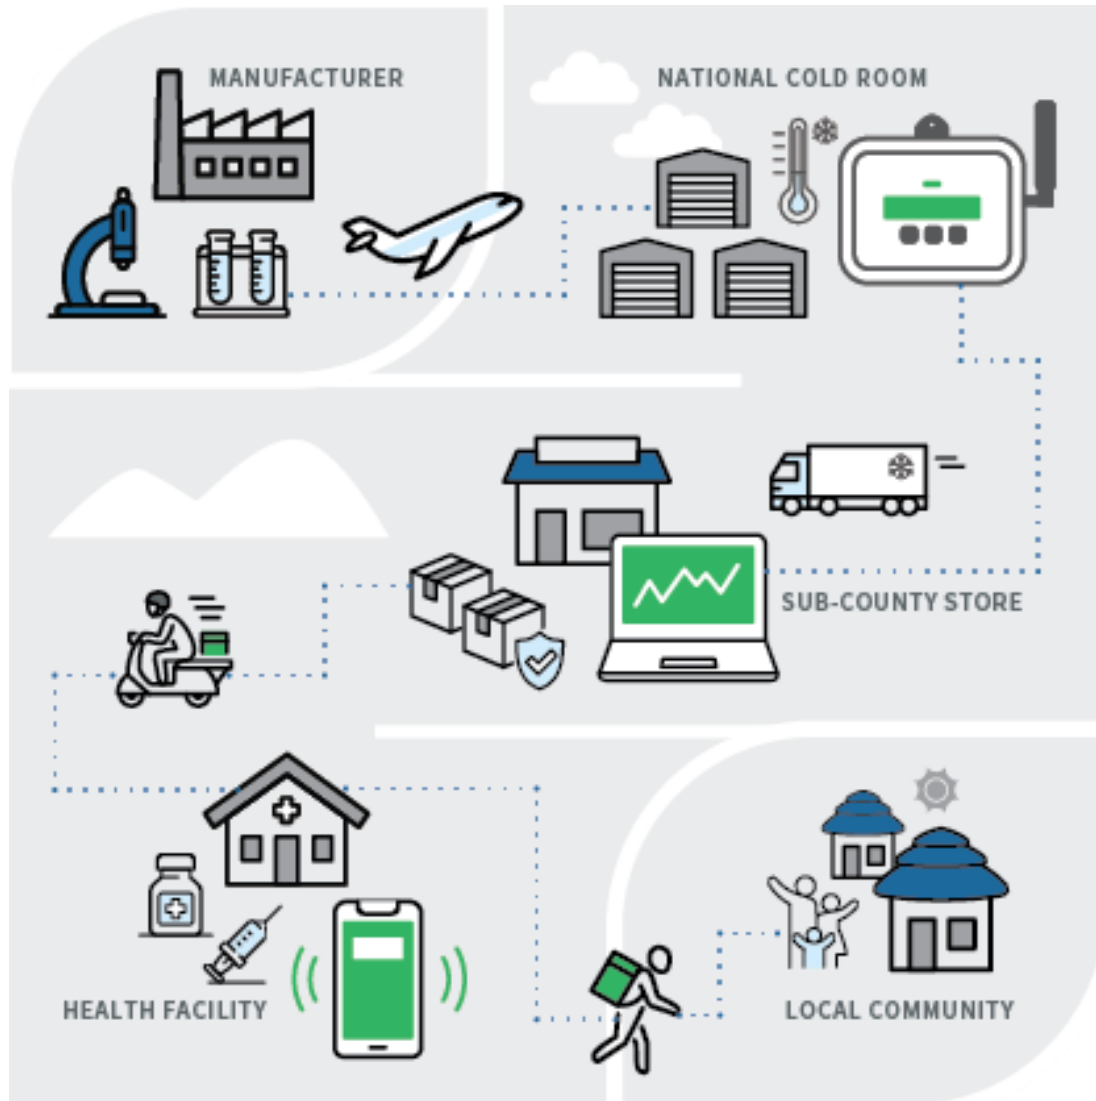 MANUFACTURER
NATIONAL COLD ROOM
SUB-COUNTY STORE
HEALTH FACILITY
LOCAL COMMUNITY